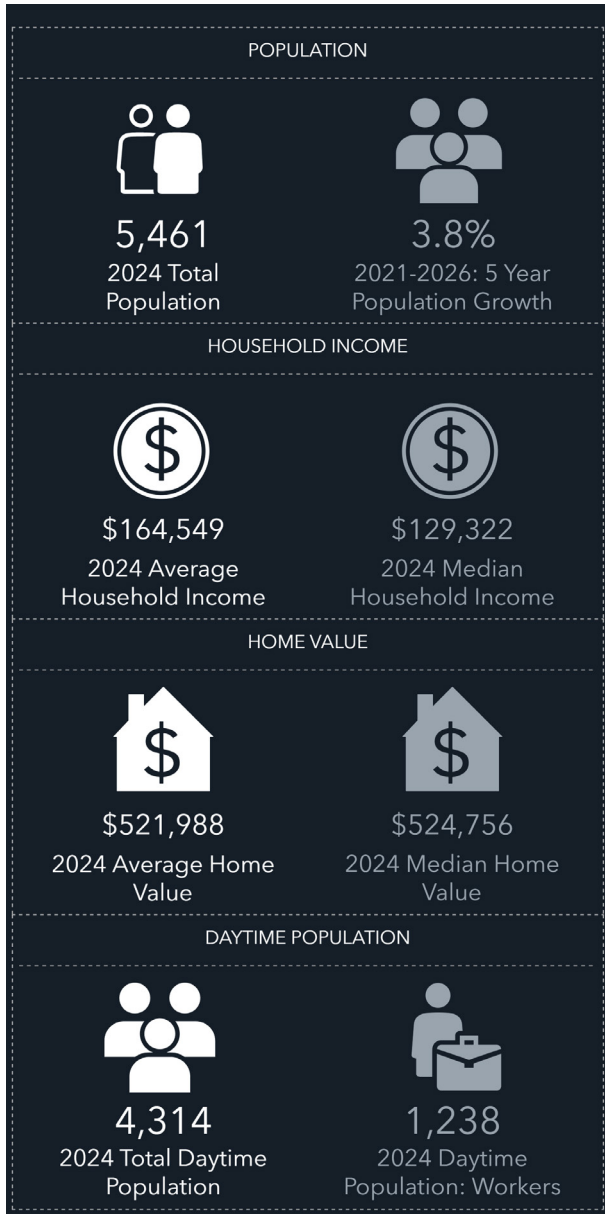 POPULATION
5,461
2024 Total
Population
3.8%
2021-2026: 5 Year
Population Growth
HOUSEHOLD INCOME
$
$164,549
2024 Average
Household Income
$
$129,322
2024 Median
Household Income
HOME VALUE
$
$521,988
2024 Average Home
Value
$
$524,756
2024 Median Home
Value
DAYTIME POPULATION
4,314
2024 Total Daytime
Population
1,238
2024 Daytime
Population: Workers